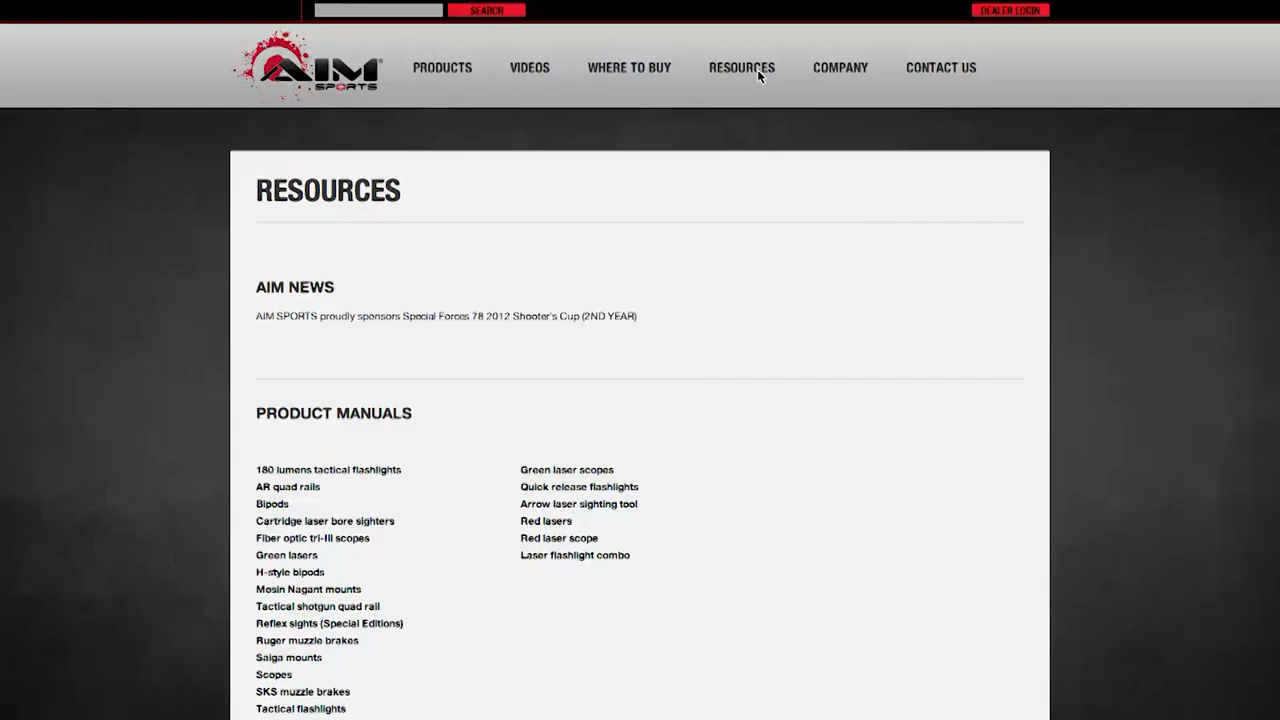 SEARCH
DEALER LOGIN
AIM®
SPORTS
PRODUCTS
VIDEOS
WHERE TO BUY
RESOURCES
COMPANY
CONTACT US
RESOURCES
AIM NEWS
AIM SPORTS proudly sponsors Special Forces 78 2012 Shooter's Cup (2ND YEAR)
PRODUCT MANUALS
180 lumens tactical flashlights
AR quad rails
Bipods
Cartridge laser bore sighters
Fiber optic tri-III scopes
Green lasers
H-style bipods
Mosin Nagant mounts
Tactical shotgun quad rail
Reflex sights (Special Editions)
Ruger muzzle brakes
Saiga mounts
Scopes
SKS muzzle brakes
Tactical flashlights
Green laser scopes
Quick release flashlights
Arrow laser sighting tool
Red lasers
Red laser scope
Laser flashlight combo